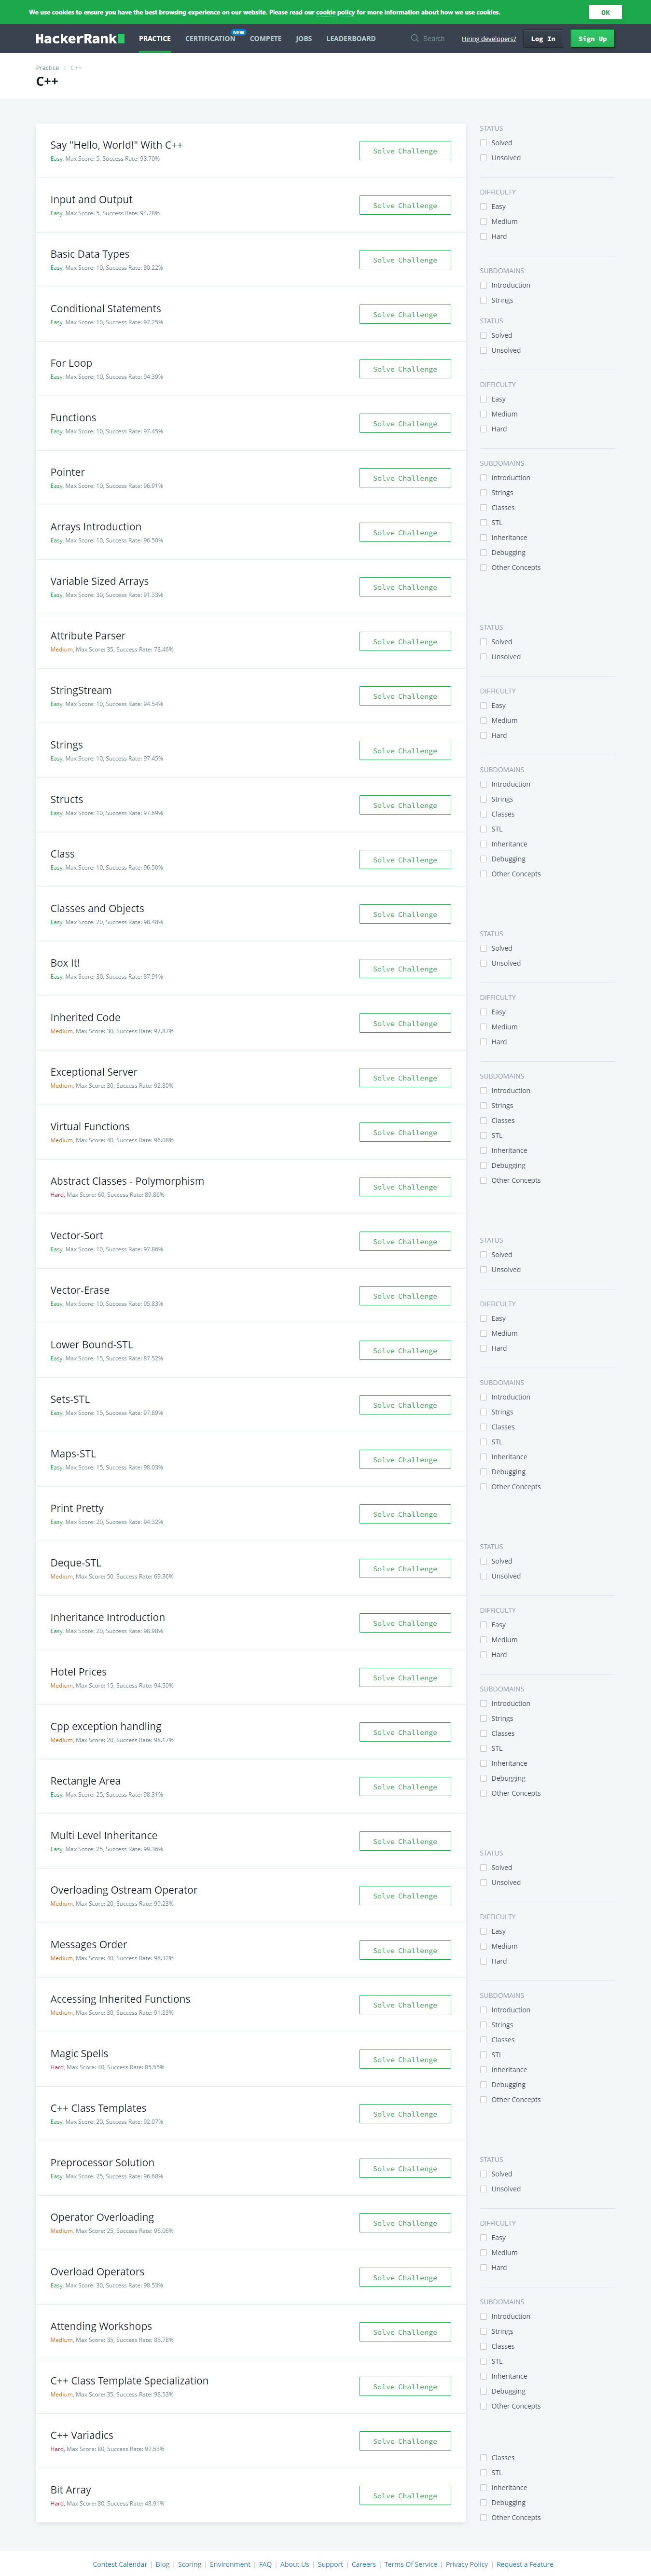 We use cookies to ensure you have the best browsing experience on our website. Please read our cookie policy for more information about how we use cookies.
OK
HackerRank
PRACTICE
CERTIFICATION
NEW
COMPETE
JOBS
LEADERBOARD
Search
Hiring developers?
Log In
Sign Up
Practice
C++
C++
Say "Hello, World!" With C++
Easy, Max Score: 5, Success Rate: 98.70%
Solve Challenge
Input and Output
Easy, Max Score: 5, Success Rate: 94.28%
Solve Challenge
Basic Data Types
Easy, Max Score: 10, Success Rate: 80.22%
Solve Challenge
Conditional Statements
Easy, Max Score: 10, Success Rate: 97.25%
Solve Challenge
For Loop
Easy, Max Score: 10, Success Rate: 94.39%
Solve Challenge
Functions
Easy, Max Score: 10, Success Rate: 97.45%
Solve Challenge
Pointer
Easy, Max Score: 10, Success Rate: 96.91%
Solve Challenge
Arrays Introduction
Easy, Max Score: 10, Success Rate: 96.50%
Solve Challenge
Variable Sized Arrays
Easy, Max Score: 30, Success Rate: 91.33%
Solve Challenge
Attribute Parser
Medium, Max Score: 35, Success Rate: 78.46%
Solve Challenge
StringStream
Easy, Max Score: 10, Success Rate: 94.54%
Solve Challenge
Strings
Easy, Max Score: 10, Success Rate: 97.45%
Solve Challenge
Structs
Easy, Max Score: 10, Success Rate: 97.69%
Solve Challenge
Class
Easy, Max Score: 10, Success Rate: 96.50%
Solve Challenge
Classes and Objects
Easy, Max Score: 20, Success Rate: 98.48%
Solve Challenge
Box It!
Easy, Max Score: 30, Success Rate: 87.91%
Solve Challenge
Inherited Code
Medium, Max Score: 30, Success Rate: 97.87%
Solve Challenge
Exceptional Server
Medium, Max Score: 30, Success Rate: 92.80%
Solve Challenge
Virtual Functions
Medium, Max Score: 40, Success Rate: 96.08%
Solve Challenge
Abstract Classes - Polymorphism
Hard, Max Score: 60, Success Rate: 89.86%
Solve Challenge
Vector-Sort
Easy, Max Score: 10, Success Rate: 97.86%
Solve Challenge
Vector-Erase
Easy, Max Score: 10, Success Rate: 95.83%
Solve Challenge
Lower Bound-STL
Easy, Max Score: 15, Success Rate: 87.52%
Solve Challenge
Sets-STL
Easy, Max Score: 15, Success Rate: 97.89%
Solve Challenge
Maps-STL
Easy, Max Score: 15, Success Rate: 98.03%
Solve Challenge
Print Pretty
Easy, Max Score: 20, Success Rate: 94.32%
Solve Challenge
Deque-STL
Medium, Max Score: 50, Success Rate: 69.36%
Solve Challenge
Inheritance Introduction
Easy, Max Score: 20, Success Rate: 98.98%
Solve Challenge
Hotel Prices
Medium, Max Score: 15, Success Rate: 94.50%
Solve Challenge
Cpp exception handling
Medium, Max Score: 20, Success Rate: 98.17%
Solve Challenge
Rectangle Area
Easy, Max Score: 25, Success Rate: 98.31%
Solve Challenge
Multi Level Inheritance
Easy, Max Score: 25, Success Rate: 99.36%
Solve Challenge
Overloading Ostream Operator
Medium, Max Score: 20, Success Rate: 99.23%
Solve Challenge
Messages Order
Medium, Max Score: 40, Success Rate: 98.32%
Solve Challenge
Accessing Inherited Functions
Medium, Max Score: 30, Success Rate: 91.83%
Solve Challenge
Magic Spells
Hard, Max Score: 40, Success Rate: 85.55%
Solve Challenge
C++ Class Templates
Easy, Max Score: 20, Success Rate: 92.07%
Solve Challenge
Preprocessor Solution
Easy, Max Score: 25, Success Rate: 96.68%
Solve Challenge
Operator Overloading
Medium, Max Score: 25, Success Rate: 96.06%
Solve Challenge
Overload Operators
Easy, Max Score: 30, Success Rate: 98.53%
Solve Challenge
Attending Workshops
Medium, Max Score: 35, Success Rate: 85.78%
Solve Challenge
C++ Class Template Specialization
Medium, Max Score: 35, Success Rate: 98.53%
Solve Challenge
C++ Variadics
Hard, Max Score: 80, Success Rate: 97.53%
Solve Challenge
Bit Array
Hard, Max Score: 80, Success Rate: 48.91%
Solve Challenge
STATUS
Solved
Unsolved
DIFFICULTY
Easy
Medium
Hard
SUBDOMAINS
Introduction
Strings
STATUS
Solved
Unsolved
DIFFICULTY
Easy
Medium
Hard
SUBDOMAINS
Introduction
Strings
Classes
STL
Inheritance
Debugging
Other Concepts
STATUS
Solved
Unsolved
DIFFICULTY
Easy
Medium
Hard
SUBDOMAINS
Introduction
Strings
Classes
STL
Inheritance
Debugging
Other Concepts
STATUS
Solved
Unsolved
DIFFICULTY
Easy
Medium
Hard
SUBDOMAINS
Introduction
Strings
Classes
STL
Inheritance
Debugging
Other Concepts
STATUS
Solved
Unsolved
DIFFICULTY
Easy
Medium
Hard
SUBDOMAINS
Introduction
Strings
Classes
STL
Inheritance
Debugging
Other Concepts
STATUS
Solved
Unsolved
DIFFICULTY
Easy
Medium
Hard
SUBDOMAINS
Introduction
Strings
Classes
STL
Inheritance
Debugging
Other Concepts
STATUS
Solved
Unsolved
DIFFICULTY
Easy
Medium
Hard
SUBDOMAINS
Introduction
Strings
Classes
STL
Inheritance
Debugging
Other Concepts
STATUS
Solved
Unsolved
DIFFICULTY
Easy
Medium
Hard
SUBDOMAINS
Introduction
Strings
Classes
STL
Inheritance
Debugging
Other Concepts
Classes
STL
Inheritance
Debugging
Other Concepts
Contest Calendar | Blog | Scoring | Environment | FAQ | About Us | Support | Careers | Terms Of Service | Privacy Policy | Request a Feature